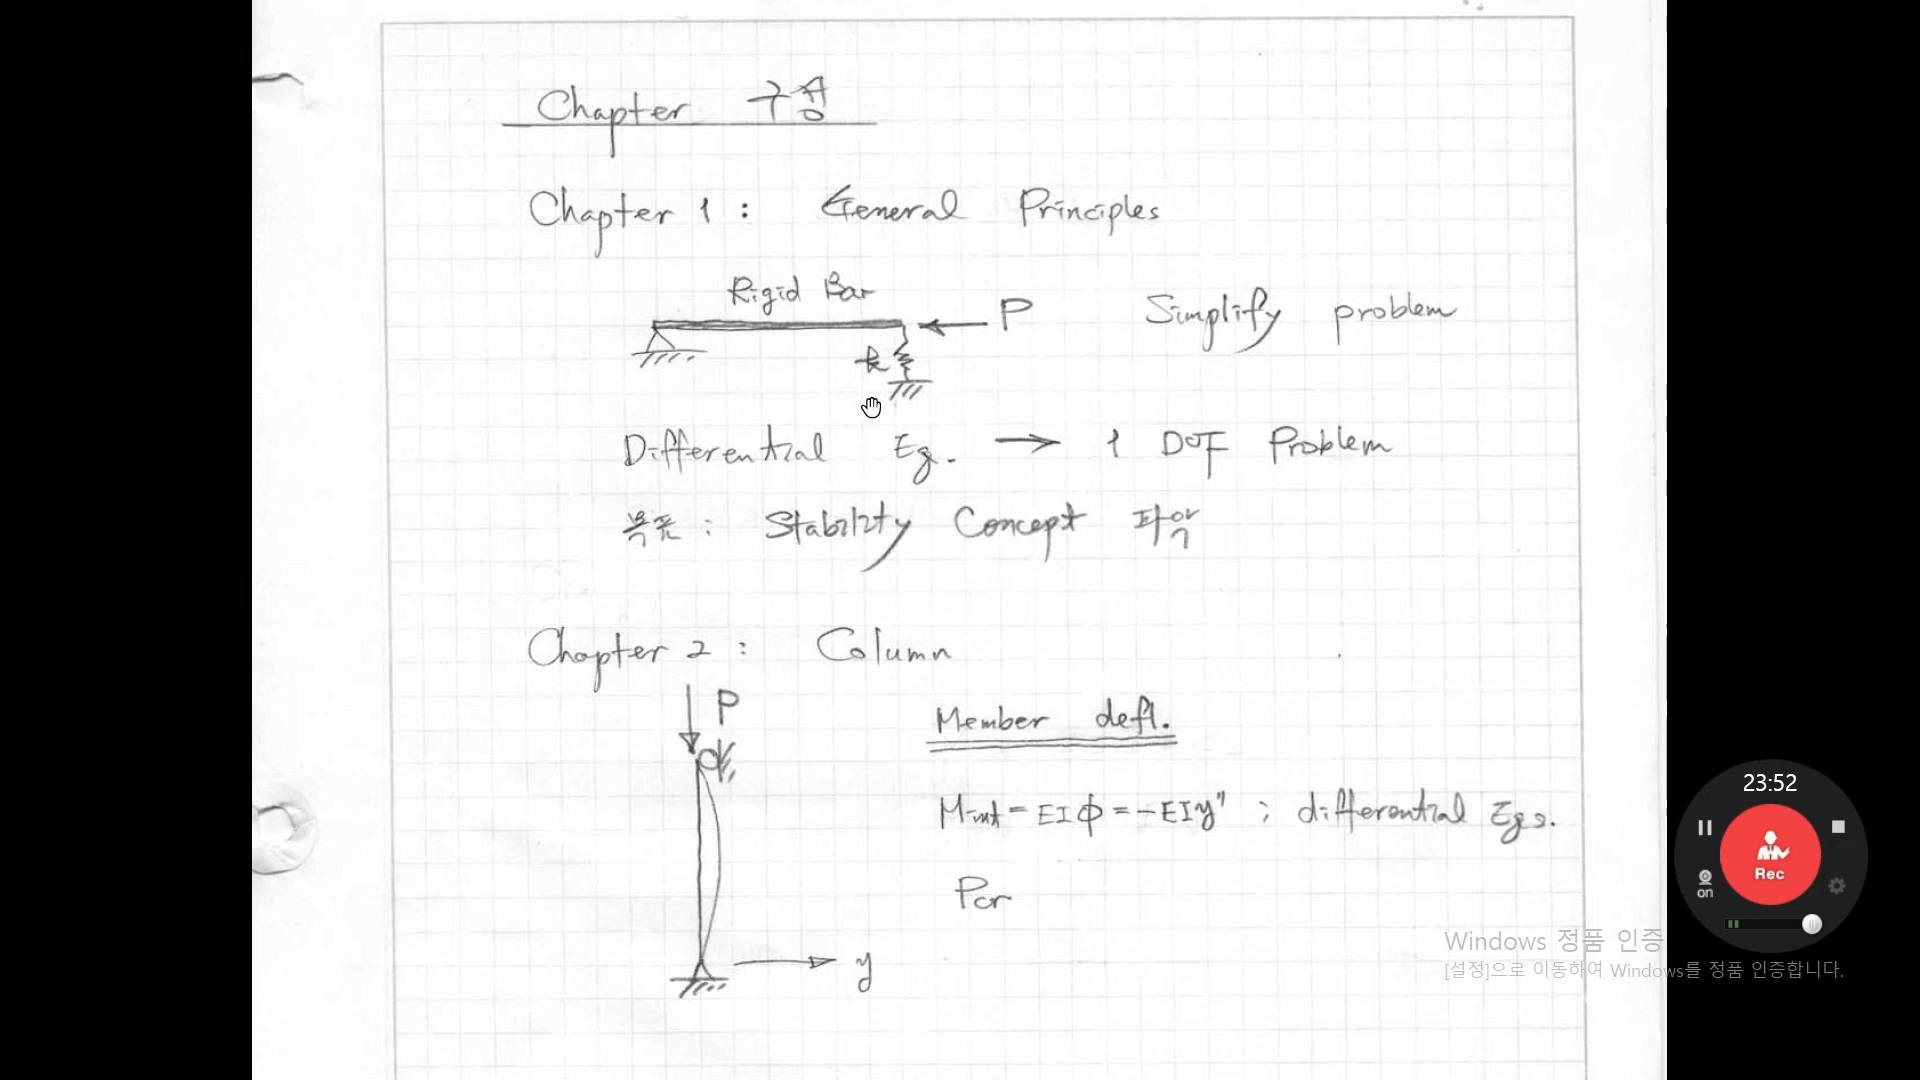 Chapter 구성
Chapter 1 : General Principles
Rigid Bar
P
Simplify problem
k
Differential Eq. → 1 DOF Problem
목표 : Stability Concept 파악
Chapter 2 : Column
P
Member defl.
Mint = EIϕ = -EIy" ; differential Eqs.
Pcr
y
23:52
Rec
on
Windows 정품 인증
[설정]으로 이동하여 Windows를 정품 인증합니다.